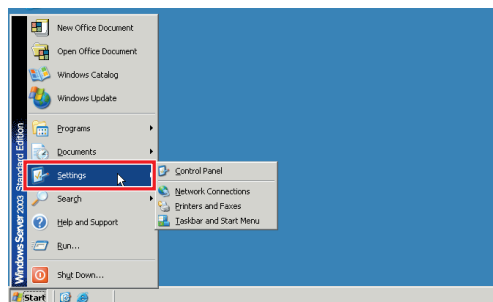 New Office Document
Open Office Document
Windows Catalog
Windows Update
Programs
Documents
Settings
Control Panel
Network Connections
Printers and Faxes
Taskbar and Start Menu
Search
Help and Support
Run...
Shut Down...
Windows Server 2003 Standard Edition
Start